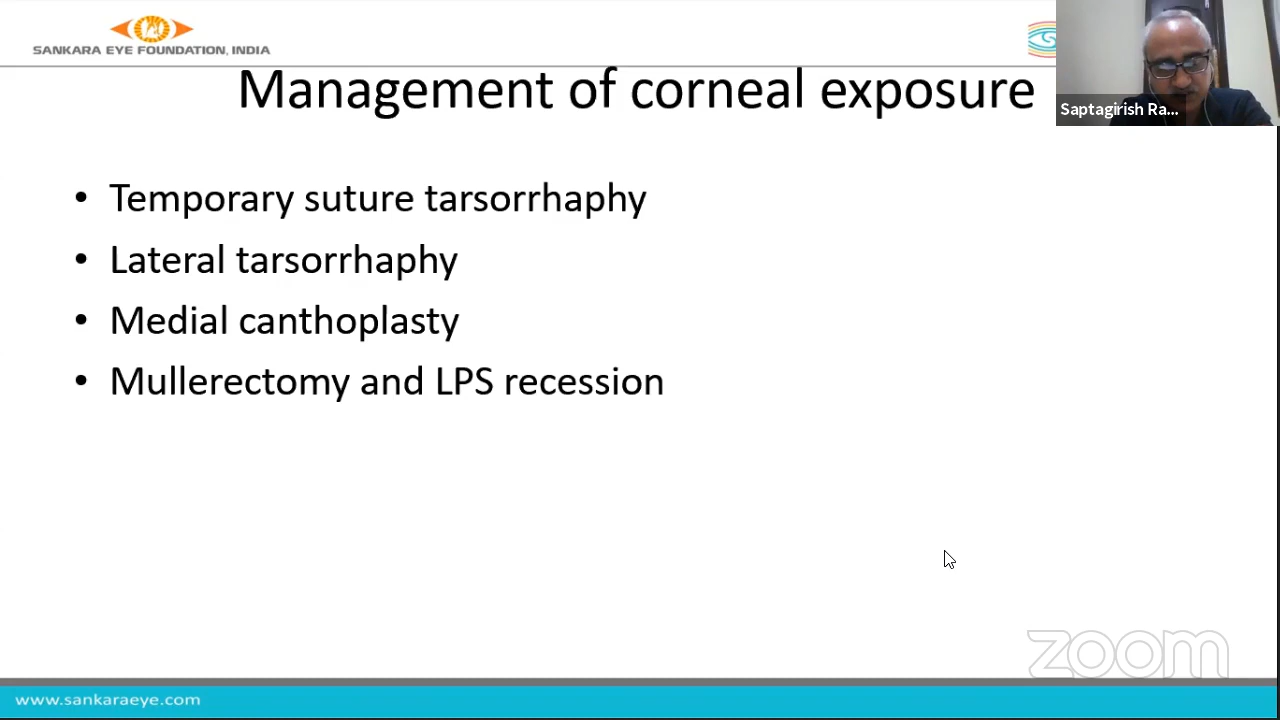 SANKARA EYE FOUNDATION, INDIA
Management of corneal exposure
Saptagirish Ra...
• Temporary suture tarsorrhaphy
• Lateral tarsorrhaphy
• Medial canthoplasty
• Mullerectomy and LPS recession
zoom
www.sankaraeye.com